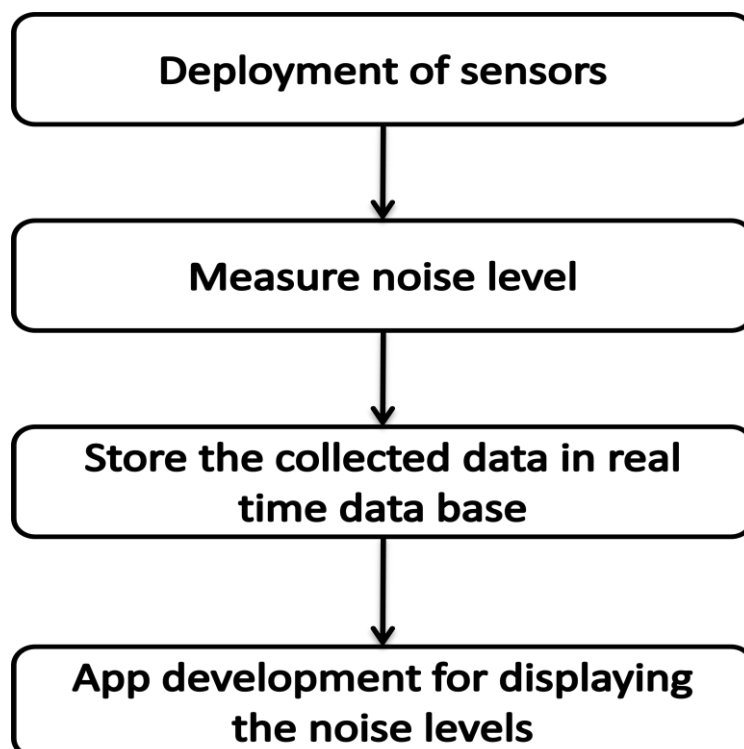 Deployment of sensors
Measure noise level
Store the collected data in real
time data base
App development for displaying
the noise levels